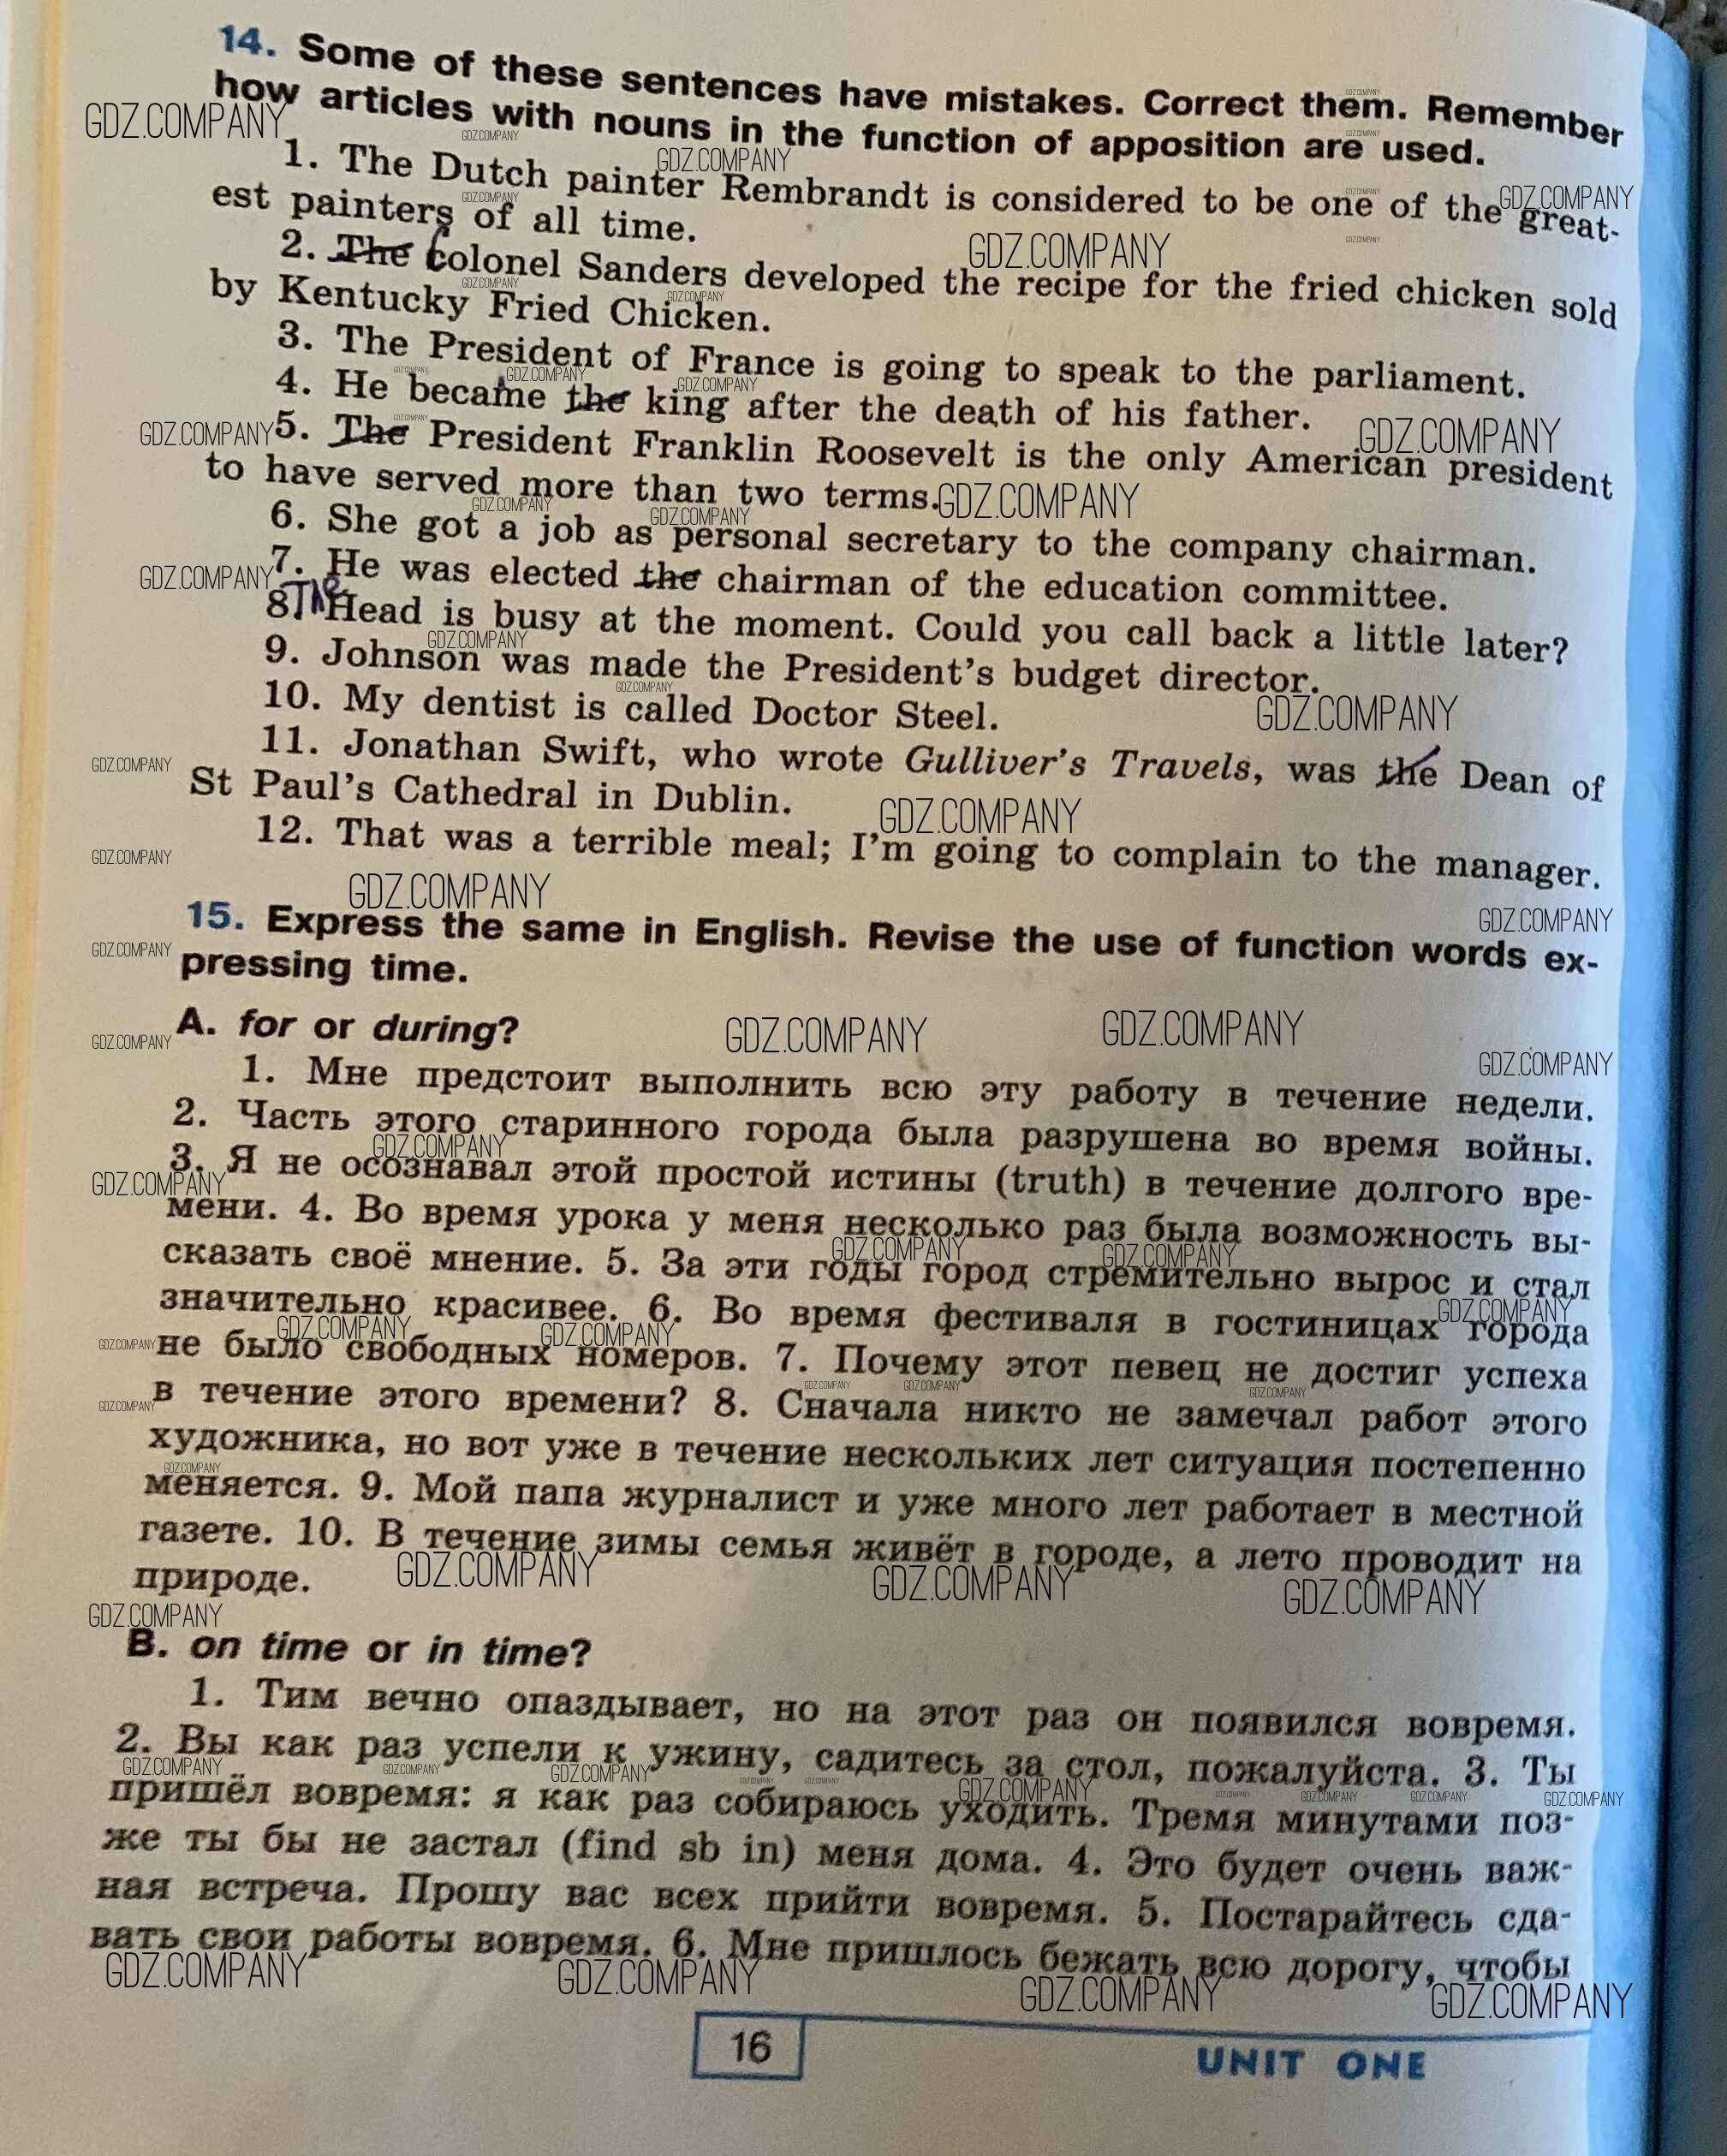 14. Some of these sentences have mistakes. Correct them. Remember
how articles with nouns in the function of apposition are used.
1. The Dutch painter Rembrandt is considered to be one of the great-
est painters of all time.
2. The Colonel Sanders developed the recipe for the fried chicken sold
by Kentucky Fried Chicken.
3. The President of France is going to speak to the parliament.
4. He became the king after the death of his father.
5. The President Franklin Roosevelt is the only American president
to have served more than two terms.
6. She got a job as personal secretary to the company chairman.
7. He was elected the chairman of the education committee.
8. The Head is busy at the moment. Could you call back a little later?
9. Johnson was made the President's budget director.
10. My dentist is called Doctor Steel.
11. Jonathan Swift, who wrote Gulliver's Travels, was the Dean of
St Paul's Cathedral in Dublin.
12. That was a terrible meal; I'm going to complain to the manager.
15. Express the same in English. Revise the use of function words ex-
pressing time.
A. for or during?
1. Мне предстоит выполнить всю эту работу в течение недели.
2. Часть этого старинного города была разрушена во время войны.
3. Я не осознавал этой простой истины (truth) в течение долгого вре-
мени. 4. Во время урока у меня несколько раз была возможность вы-
сказать своё мнение. 5. За эти годы город стремительно вырос и стал
значительно красивее. 6. Во время фестиваля в гостиницах города
не было свободных номеров. 7. Почему этот певец не достиг успеха
в течение этого времени? 8. Сначала никто не замечал работ этого
художника, но вот уже в течение нескольких лет ситуация постепенно
меняется. 9. Мой папа журналист и уже много лет работает в местной
газете. 10. В течение зимы семья живёт в городе, а лето проводит на
природе.
B. on time or in time?
1. Тим вечно опаздывает, но на этот раз он появился вовремя.
2. Вы как раз успели к ужину, садитесь за стол, пожалуйста. 3. Ты
пришёл вовремя: я как раз собираюсь уходить. Тремя минутами поз-
же ты бы не застал (find sb in) меня дома. 4. Это будет очень важ-
ная встреча. Прошу вас всех прийти вовремя. 5. Постарайтесь сда-
вать свои работы вовремя. 6. Мне пришлось бежать всю дорогу, чтобы
16
UNIT ONE
GDZ.COMPANY